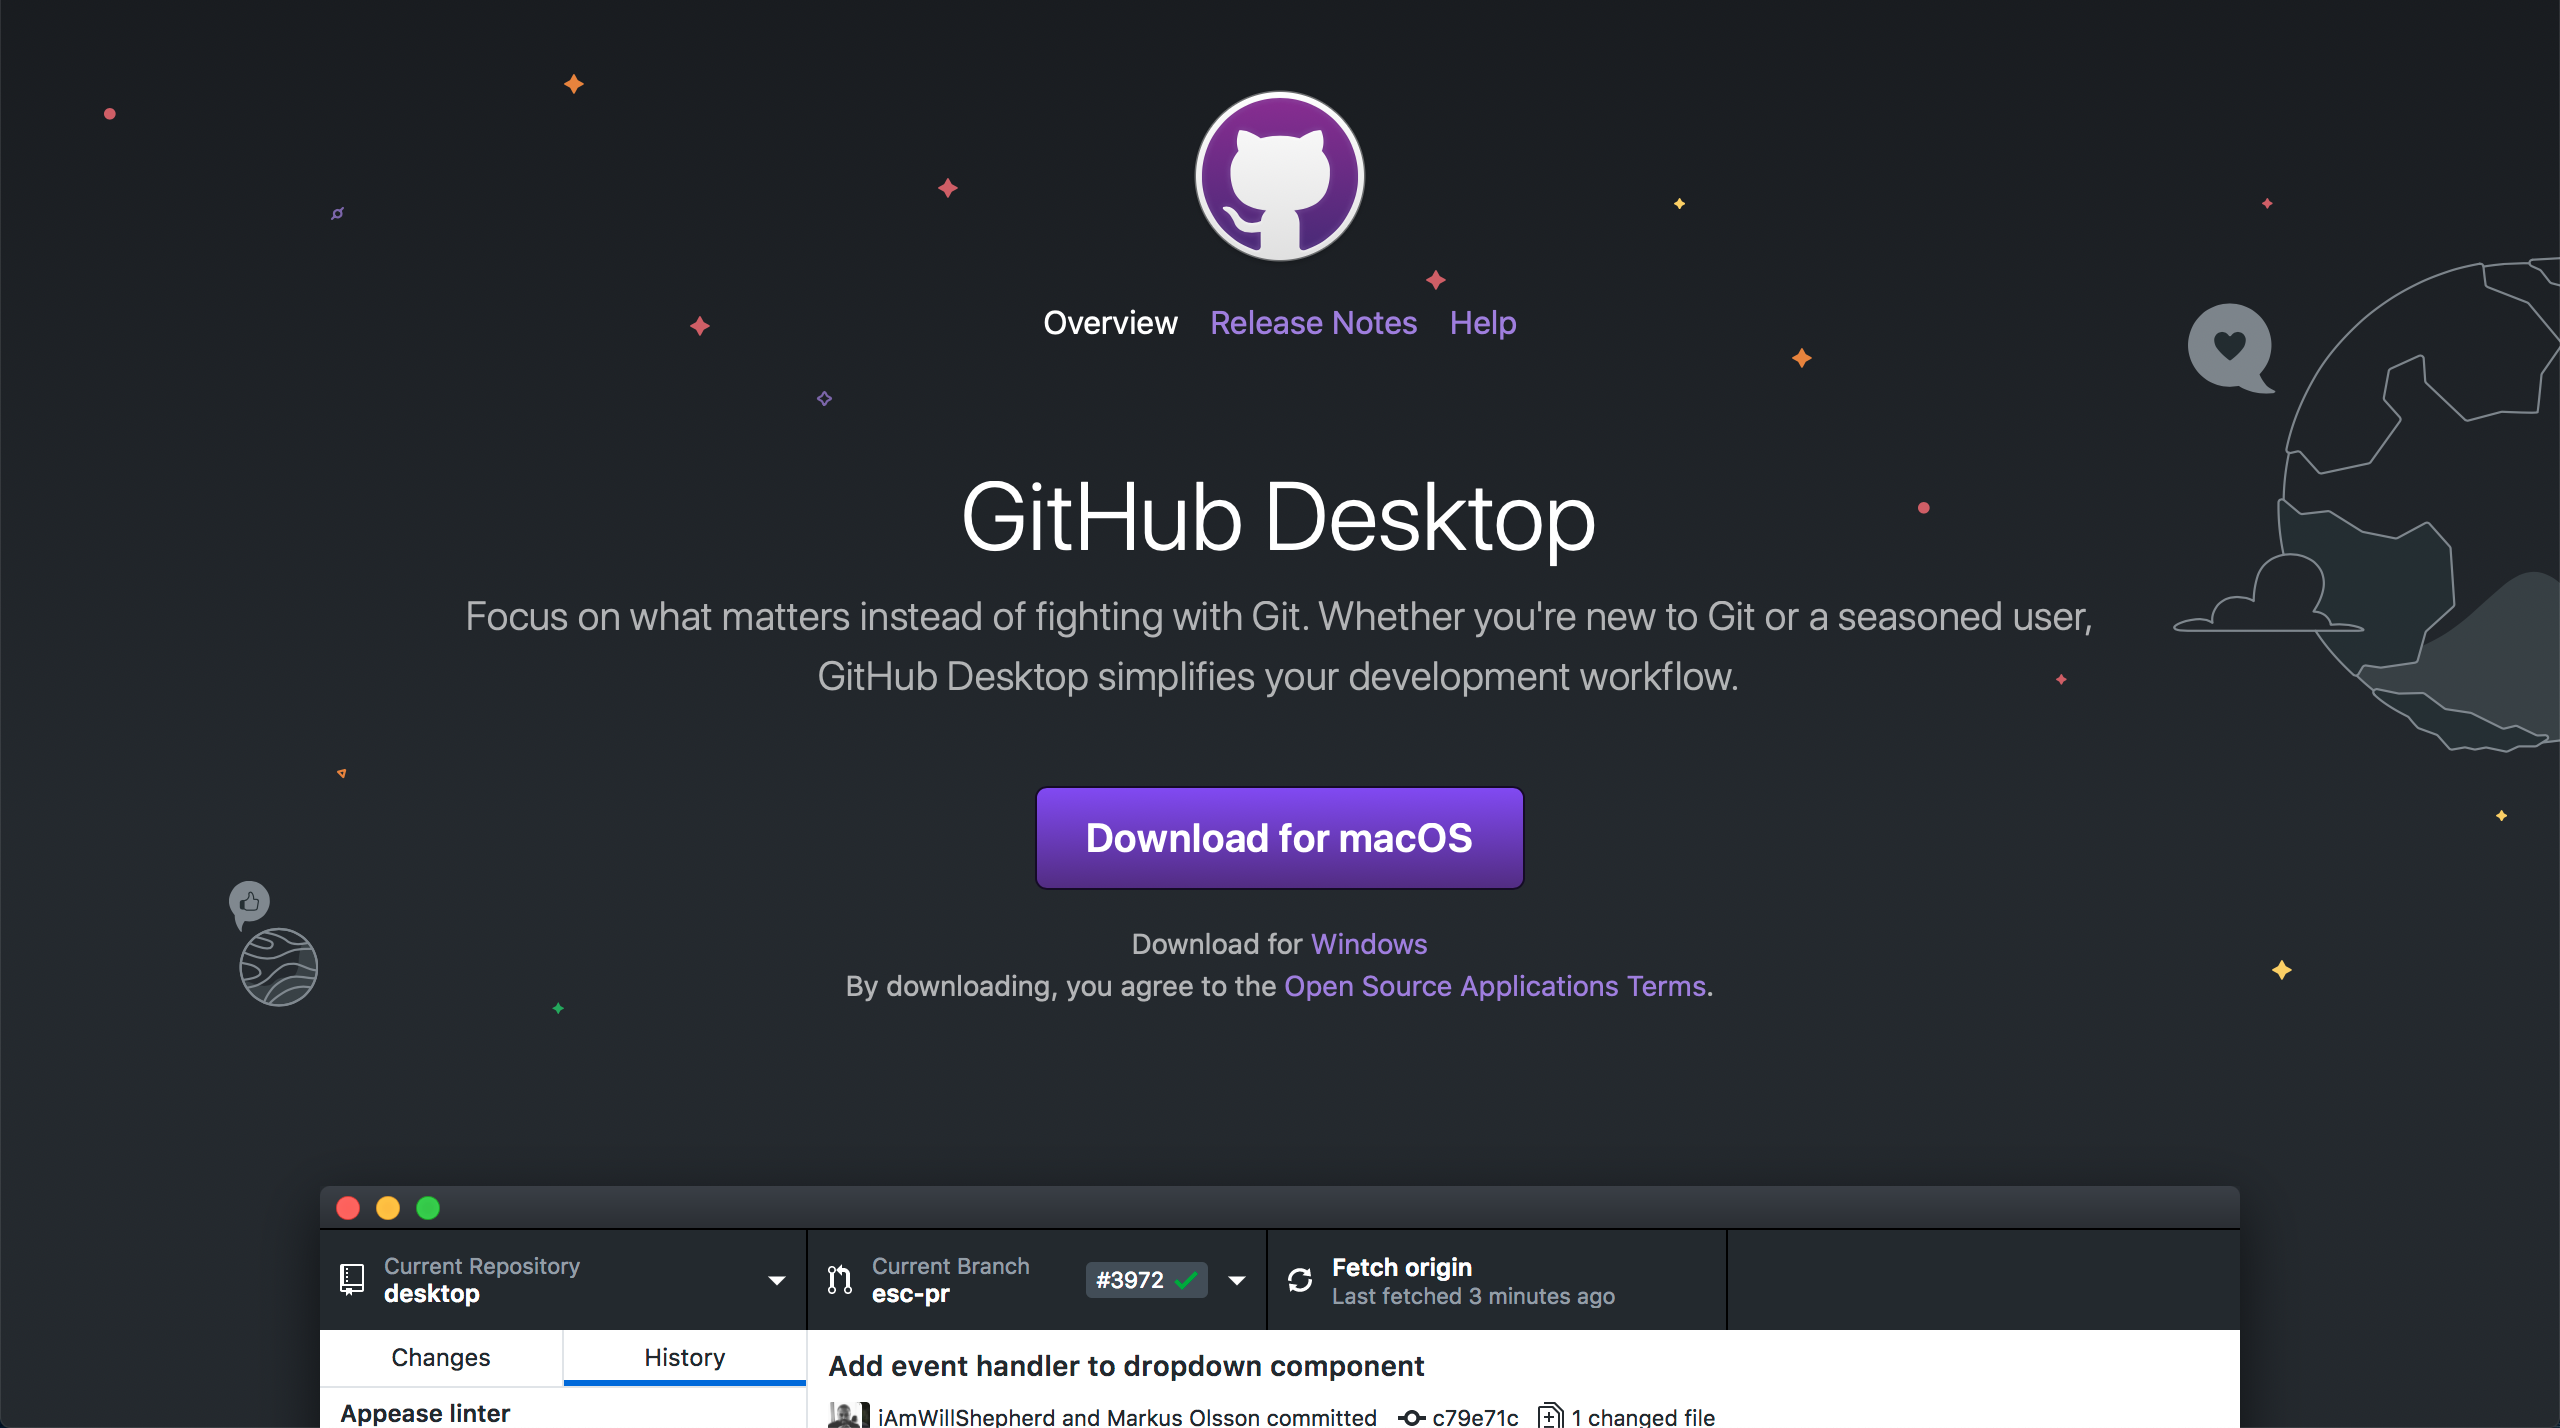 Overview Release Notes Help
GitHub Desktop
Focus on what matters instead of fighting with Git. Whether you're new to Git or a seasoned user,
GitHub Desktop simplifies your development workflow.
Download for macOS
Download for Windows
By downloading, you agree to the Open Source Applications Terms.
Current Repository
desktop
Current Branch
esc-pr
#3972
Fetch origin
Last fetched 3 minutes ago
Changes
History
Add event handler to dropdown component
Appease linter
iAmWillShepherd and Markus Olsson committed c79e71c 1 changed file